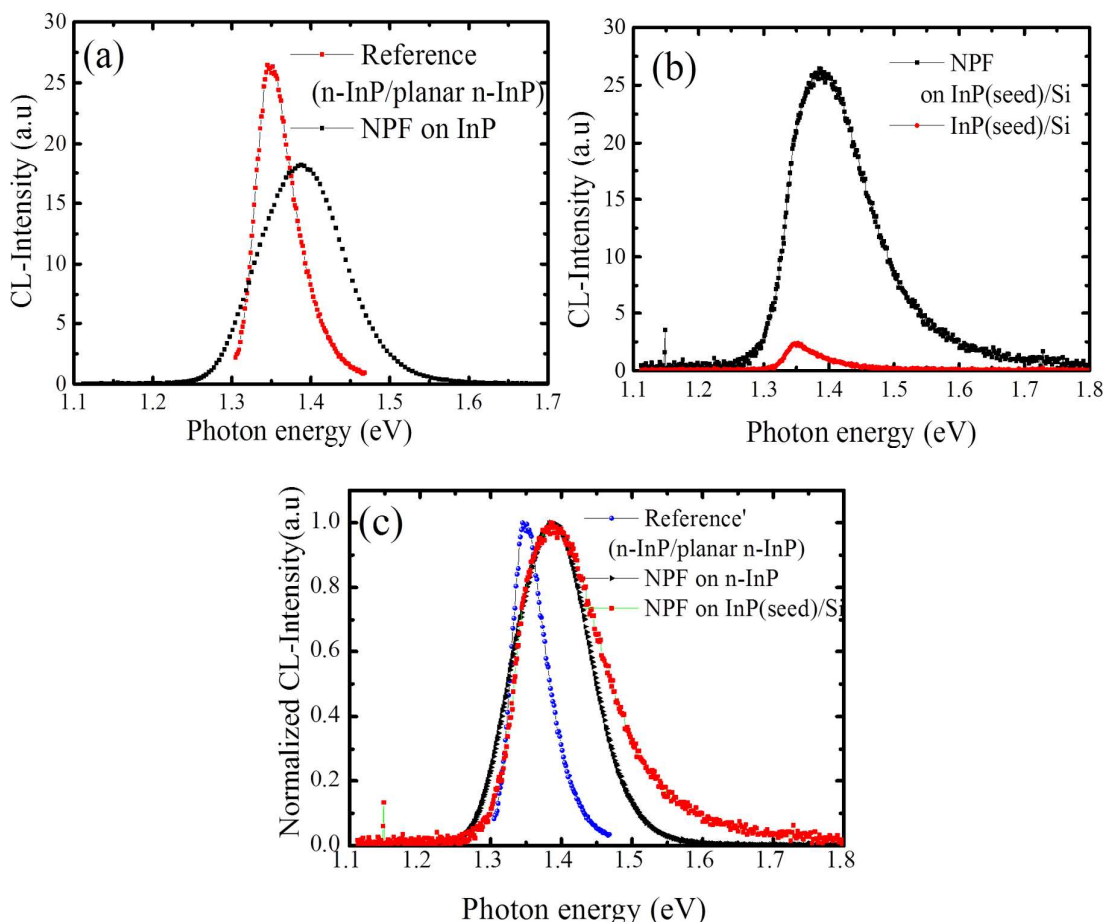 (a)
Reference
(n-InP/planar n-InP)
NPF on InP
CL-Intensity (a.u)
30
25
20
15
10
5
0
1.1 1.2 1.3 1.4 1.5 1.6 1.7
Photon energy (eV)
(b)
NPF
on InP(seed)/Si
InP(seed)/Si
CL-Intensity (a.u)
30
25
20
15
10
5
0
1.1 1.2 1.3 1.4 1.5 1.6 1.7 1.8
Photon energy (eV)
(c)
Reference'
(n-InP/planar n-InP)
NPF on n-InP
NPF on InP(seed)/Si
Normalized CL-Intensity(a.u)
1.0
0.8
0.6
0.4
0.2
0.0
1.1 1.2 1.3 1.4 1.5 1.6 1.7 1.8
Photon energy (eV)